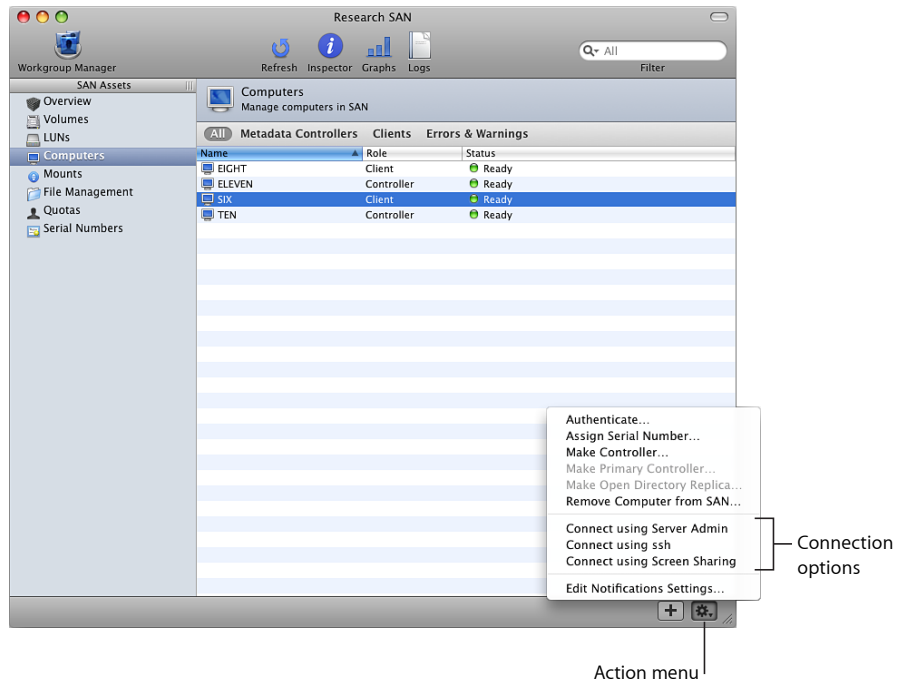 Research SAN
Workgroup Manager
Refresh Inspector Graphs Logs
All
Filter
SAN Assets
Overview
Volumes
LUNs
Computers
Mounts
File Management
Quotas
Serial Numbers
Computers
Manage computers in SAN
All Metadata Controllers Clients Errors & Warnings
Name Role Status
EIGHT Client Ready
ELEVEN Controller Ready
SIX Client Ready
TEN Controller Ready
Authenticate...
Assign Serial Number...
Make Controller...
Make Primary Controller...
Make Open Directory Replica...
Remove Computer from SAN...
Connect using Server Admin
Connect using ssh
Connect using Screen Sharing
Edit Notifications Settings...
Connection
options
Action menu